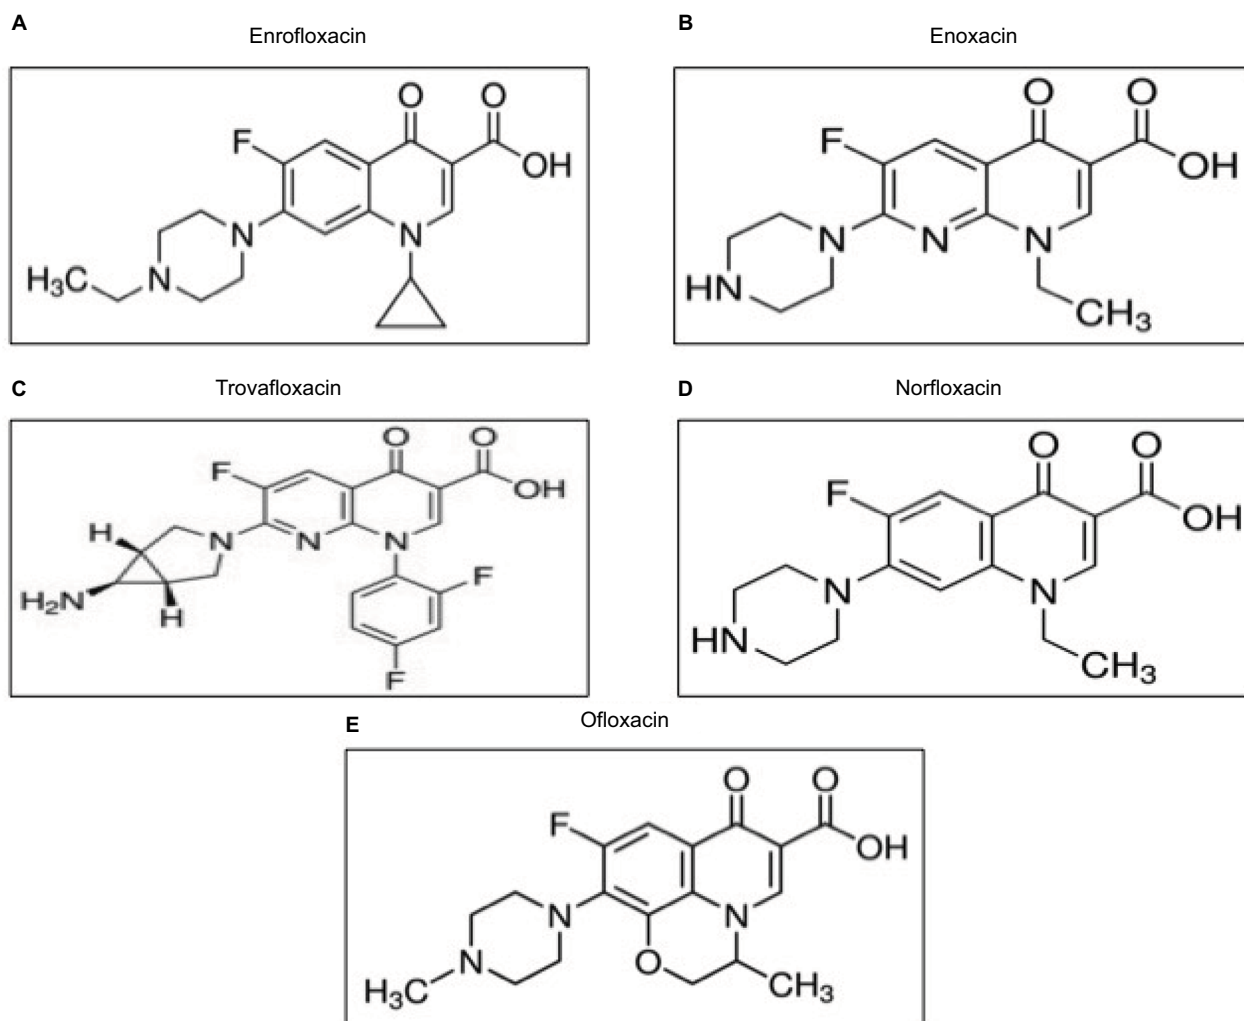 A
Enrofloxacin
F
O
O
OH
N
N
N
H₃C
B
Enoxacin
F
O
O
OH
N
N
N
HN
CH₃
C
Trovafloxacin
F
O
O
OH
H
N
N
N
H₂N
H
F
F
D
Norfloxacin
F
O
O
OH
N
N
HN
CH₃
E
Ofloxacin
F
O
O
OH
N
N
N
O
H₃C
CH₃